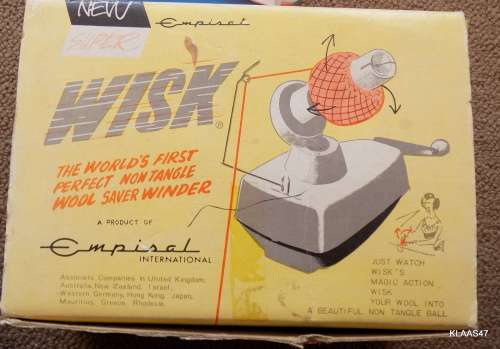 NEW
SUPER
Empisal
WISK®
THE WORLD'S FIRST
PERFECT NON TANGLE
WOOL SAVER WINDER
A PRODUCT OF
Empisal
INTERNATIONAL
Associate Companies in United Kingdom,
Australia, New Zealand, Israel,
Western Germany, Hong Kong, Japan,
Mauritius, Greece, Rhodesia.
JUST WATCH
WISK'S
MAGIC ACTION
WISK
YOUR WOOL INTO
A BEAUTIFUL NON TANGLE BALL
KLAAS47